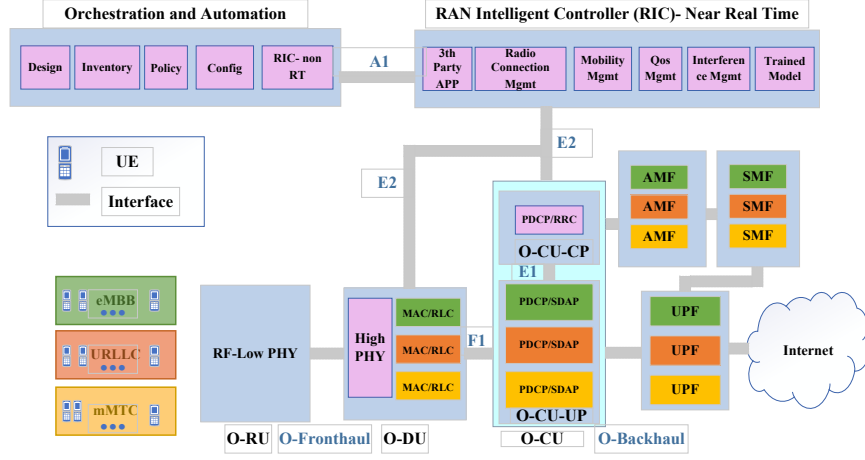 Orchestration and Automation
RAN Intelligent Controller (RIC)- Near Real Time
Design
Inventory
Policy
Config
RIC- non
RT
A1
3th
Party
APP
Radio
Connection
Mgmt
Mobility
Mgmt
Qos
Mgmt
Interferen
ce Mgmt
Trained
Model
UE
Interface
E2
E2
PDCP/RRC
O-CU-CP
E1
AMF
AMF
AMF
SMF
SMF
SMF
eMBB
URLLC
mMTC
RF-Low PHY
High
PHY
MAC/RLC
MAC/RLC
MAC/RLC
F1
PDCP/SDAP
PDCP/SDAP
PDCP/SDAP
O-CU-UP
UPF
UPF
UPF
Internet
O-RU
O-Fronthaul
O-DU
O-CU
O-Backhaul